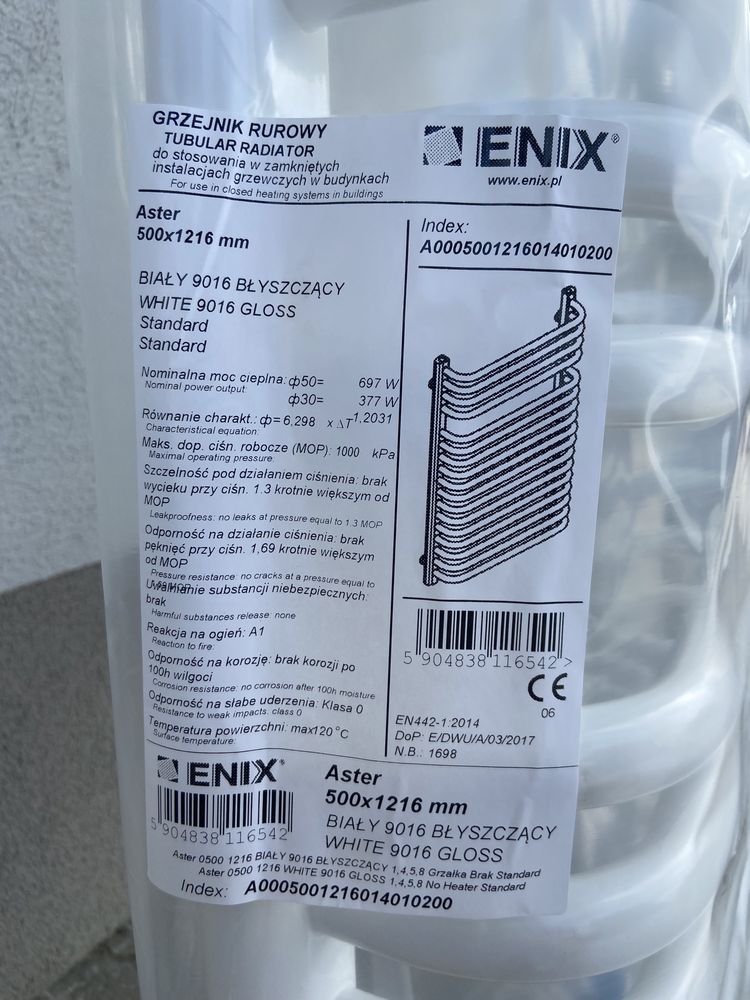 GRZEJNIK RUROWY
TUBULAR RADIATOR
do stosowania w zamkniętych
instalacjach grzewczych w budynkach
For use in closed heating systems in buildings
ENIX®
www.enix.pl
Aster
500x1216 mm
Index:
A0005001216014010200
BIAŁY 9016 BŁYSZCZĄCY
WHITE 9016 GLOSS
Standard
Standard
Nominalna moc cieplna: ф50= 697 W
Nominal power output: ф30= 377 W
Równanie charakt.: ф= 6,298 x ΔT^1,2031
Characteristical equation:
Maks. dop. ciśn. robocze (MOP): 1000 kPa
Maximal operating pressure:
Szczelność pod działaniem ciśnienia: brak
wycieku przy ciśn. 1.3 krotnie większym od
MOP
Leakproofness: no leaks at pressure equal to 1.3 MOP
Odporność na działanie ciśnienia: brak
pęknięć przy ciśn. 1,69 krotnie większym
od MOP
Pressure resistance: no cracks at a pressure equal to
1,69 MOP
Uwalnianie substancji niebezpiecznych:
brak
Harmful substances release: none
Reakcja na ogień: A1
Reaction to fire:
Odporność na korozję: brak korozji po
100h wilgoci
Corrosion resistance: no corrosion after 100h moisture
Odporność na słabe uderzenia: Klasa 0
Resistance to weak impacts: class 0
Temperatura powierzchni: max120°C
Surface temperature:
5 904838 116542 >
CE
06
EN442-1:2014
DoP: E/DWU/A/03/2017
N.B.: 1698
ENIX®
5 904838 116542
Aster
500x1216 mm
BIAŁY 9016 BŁYSZCZĄCY
WHITE 9016 GLOSS
Aster 0500 1216 BIAŁY 9016 BŁYSZCZĄCY 1,4,5,8 Grzałka Brak Standard
Aster 0500 1216 WHITE 9016 GLOSS 1,4,5,8 No Heater Standard
Index: A0005001216014010200